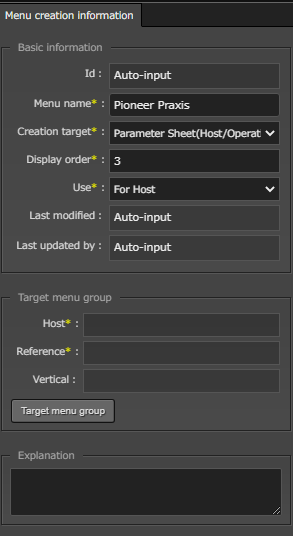 Menu creation information
Basic information
Id : Auto-input
Menu name* : Pioneer Praxis
Creation target* : Parameter Sheet(Host/Operat
Display order* : 3
Use* : For Host
Last modified : Auto-input
Last updated by : Auto-input
Target menu group
Host* :
Reference* :
Vertical :
Target menu group
Explanation